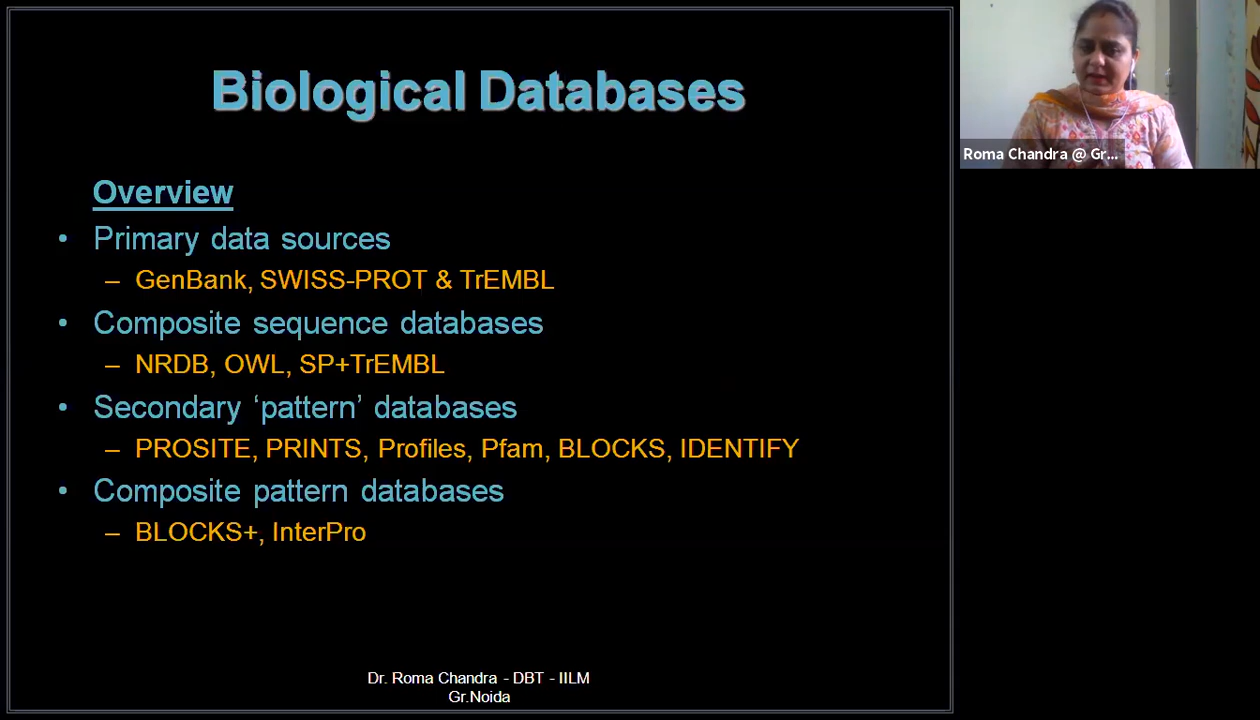 Biological Databases
Overview
• Primary data sources
– GenBank, SWISS-PROT & TrEMBL
• Composite sequence databases
– NRDB, OWL, SP+TrEMBL
• Secondary ‘pattern’ databases
– PROSITE, PRINTS, Profiles, Pfam, BLOCKS, IDENTIFY
• Composite pattern databases
– BLOCKS+, InterPro
Dr. Roma Chandra - DBT - IILM
Gr.Noida
Roma Chandra @ Gr...